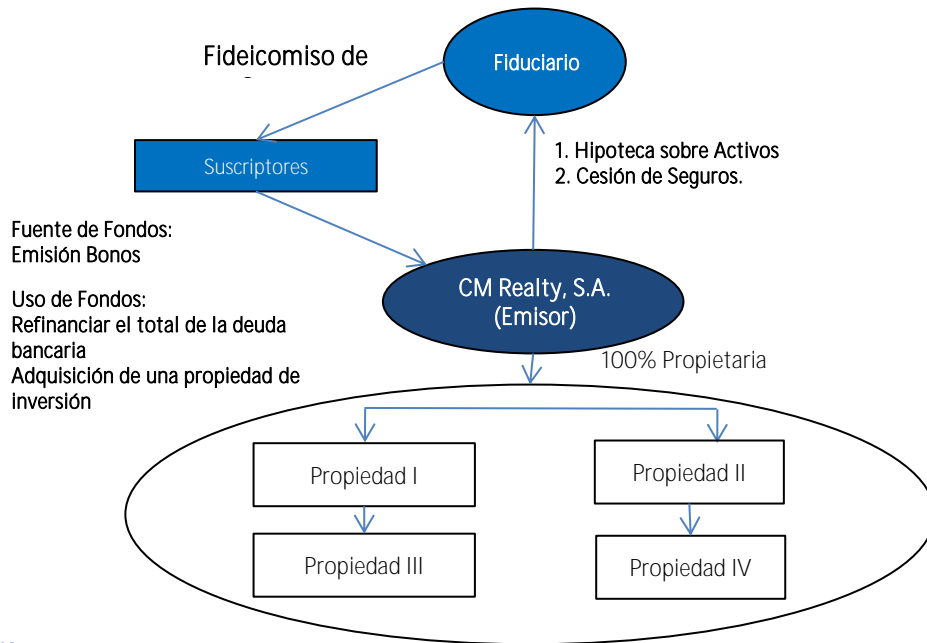 Fideicomiso de
Fiduciario
Suscriptores
1. Hipoteca sobre Activos
2. Cesión de Seguros.
Fuente de Fondos:
Emisión Bonos
Uso de Fondos:
Refinanciar el total de la deuda
bancaria
Adquisición de una propiedad de
inversión
CM Realty, S.A.
(Emisor)
100% Propietaria
Propiedad I
Propiedad II
Propiedad III
Propiedad IV